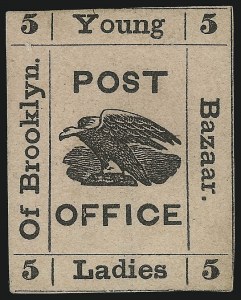 5 Young 5
Of Brooklyn.
POST
OFFICE
Bazaar.
5 Ladies 5